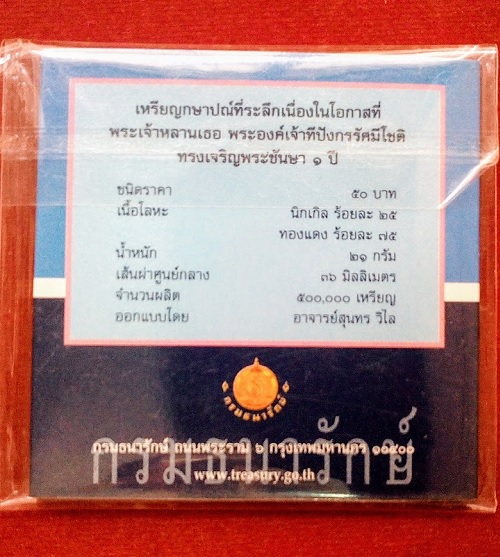 เหรียญกษาปณ์ที่ระลึกเนื่องในโอกาสที่
พระเจ้าหลานเธอ พระองค์เจ้าทีปังกรรัศมีโชติ
ทรงเจริญพระชันษา ๑ ปี
ชนิดราคา ๕๐ บาท
เนื้อโลหะ นิกเกิล ร้อยละ ๒๕
ทองแดง ร้อยละ ๗๕
น้ำหนัก ๒๑ กรัม
เส้นผ่าศูนย์กลาง ๓๖ มิลลิเมตร
จำนวนผลิต ๕๐๐,๐๐๐ เหรียญ
ออกแบบโดย อาจารย์สุนทร วิไล
กรมธนารักษ์
กรมธนารักษ์ ถนนพระราม ๖ กรุงเทพมหานคร ๑๐๔๐๐
กรมธนารักษ์
www.treasury.go.th